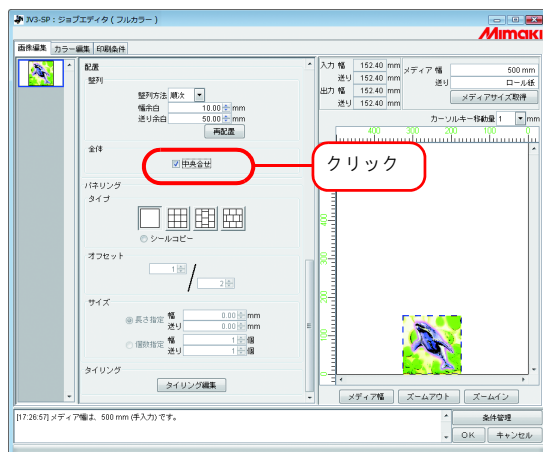 JV3-SP：ジョブエディタ（フルカラー）
Mimaki
画像編集 カラー編集 印刷条件
配置
整列
整列方法 順次
幅余白 10.00 mm
送り余白 50.00 mm
再配置
全体
中央合せ
クリック
パネリング
タイプ
シールコピー
オフセット
1 / 2
サイズ
長さ指定 幅 0.00 mm
送り 0.00 mm
個数指定 幅 1 個
送り 1 個
タイリング
タイリング編集
入力 幅 152.40 mm
送り 152.40 mm
出力 幅 152.40 mm
送り 152.40 mm
メディア 幅 500 mm
送り ロール紙
メディアサイズ取得
カーソルキー移動量 1 mm
400 300 200 100 0
メディア幅 ズームアウト ズームイン
[17:26:57] メディア幅は、500 mm (手入力) です。
条件管理
OK キャンセル